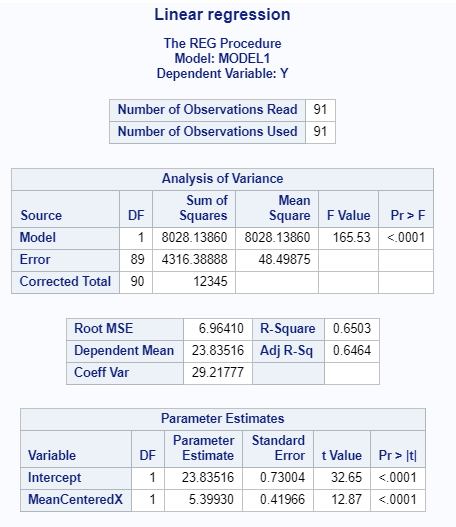 Linear regression
The REG Procedure
Model: MODEL1
Dependent Variable: Y
Number of Observations Read 91
Number of Observations Used 91
Analysis of Variance
Source DF Sum of Squares Mean Square F Value Pr > F
Model 1 8028.13860 8028.13860 165.53 <.0001
Error 89 4316.38888 48.49875
Corrected Total 90 12345
Root MSE 6.96410 R-Square 0.6503
Dependent Mean 23.83516 Adj R-Sq 0.6464
Coeff Var 29.21777
Parameter Estimates
Variable DF Parameter Estimate Standard Error t Value Pr > |t|
Intercept 1 23.83516 0.73004 32.65 <.0001
MeanCenteredX 1 5.39930 0.41966 12.87 <.0001